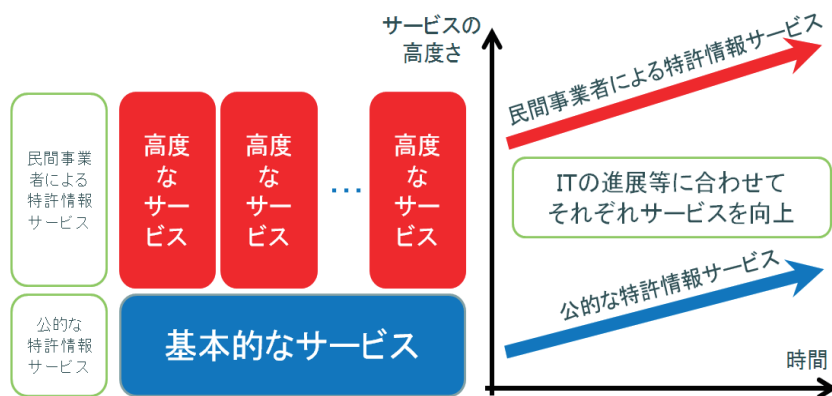 民間事業
者による
特許情報
サービス
高度
な
サー
ビス
高度
な
サー
ビス
…
高度
な
サー
ビス
公的な
特許情報
サービス
基本的なサービス
サービスの
高度さ
民間事業者による特許情報サービス
ITの進展等に合わせて
それぞれサービスを向上
公的な特許情報サービス
時間